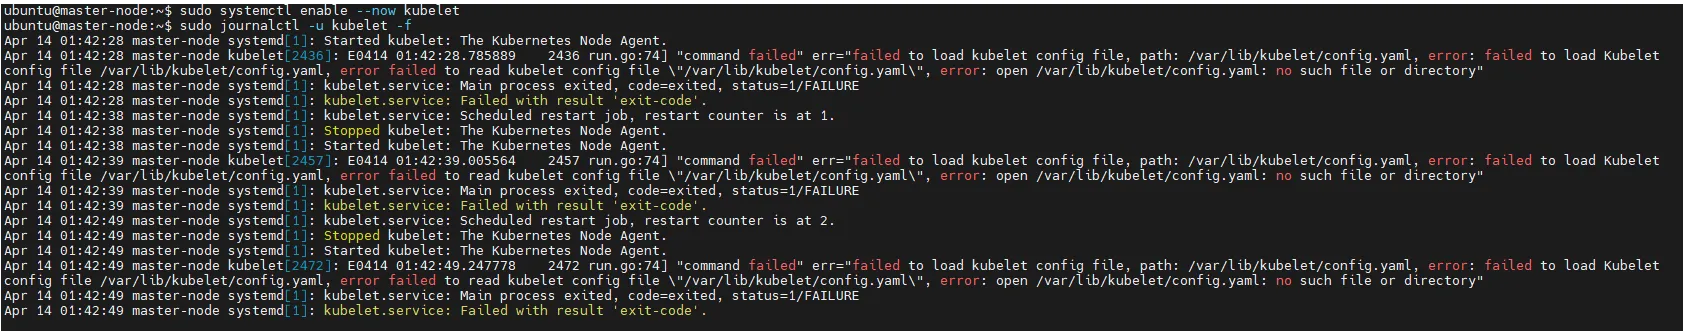 ubuntu@master-node:~$ sudo systemctl enable --now kubelet
ubuntu@master-node:~$ sudo journalctl -u kubelet -f
Apr 14 01:42:28 master-node systemd[1]: Started kubelet: The Kubernetes Node Agent.
Apr 14 01:42:28 master-node kubelet[2436]: E0414 01:42:28.785889    2436 run.go:74] "command failed" err="failed to load kubelet config file, path: /var/lib/kubelet/config.yaml, error: failed to load Kubelet
config file /var/lib/kubelet/config.yaml, error failed to read kubelet config file \"/var/lib/kubelet/config.yaml\", error: open /var/lib/kubelet/config.yaml: no such file or directory"
Apr 14 01:42:28 master-node systemd[1]: kubelet.service: Main process exited, code=exited, status=1/FAILURE
Apr 14 01:42:28 master-node systemd[1]: kubelet.service: Failed with result 'exit-code'.
Apr 14 01:42:38 master-node systemd[1]: kubelet.service: Scheduled restart job, restart counter is at 1.
Apr 14 01:42:38 master-node systemd[1]: Stopped kubelet: The Kubernetes Node Agent.
Apr 14 01:42:38 master-node systemd[1]: Started kubelet: The Kubernetes Node Agent.
Apr 14 01:42:39 master-node kubelet[2457]: E0414 01:42:39.005564    2457 run.go:74] "command failed" err="failed to load kubelet config file, path: /var/lib/kubelet/config.yaml, error: failed to load Kubelet
config file /var/lib/kubelet/config.yaml, error failed to read kubelet config file \"/var/lib/kubelet/config.yaml\", error: open /var/lib/kubelet/config.yaml: no such file or directory"
Apr 14 01:42:39 master-node systemd[1]: kubelet.service: Main process exited, code=exited, status=1/FAILURE
Apr 14 01:42:39 master-node systemd[1]: kubelet.service: Failed with result 'exit-code'.
Apr 14 01:42:49 master-node systemd[1]: kubelet.service: Scheduled restart job, restart counter is at 2.
Apr 14 01:42:49 master-node systemd[1]: Stopped kubelet: The Kubernetes Node Agent.
Apr 14 01:42:49 master-node systemd[1]: Started kubelet: The Kubernetes Node Agent.
Apr 14 01:42:49 master-node kubelet[2472]: E0414 01:42:49.247778    2472 run.go:74] "command failed" err="failed to load kubelet config file, path: /var/lib/kubelet/config.yaml, error: failed to load Kubelet
config file /var/lib/kubelet/config.yaml, error failed to read kubelet config file \"/var/lib/kubelet/config.yaml\", error: open /var/lib/kubelet/config.yaml: no such file or directory"
Apr 14 01:42:49 master-node systemd[1]: kubelet.service: Main process exited, code=exited, status=1/FAILURE
Apr 14 01:42:49 master-node systemd[1]: kubelet.service: Failed with result 'exit-code'.